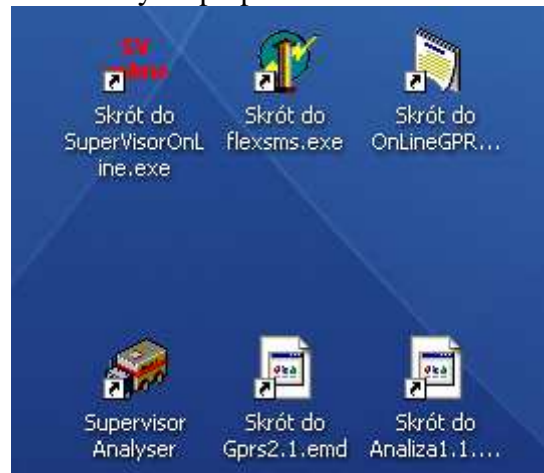 SV
Skrót do
SuperVisorOnL
ine.exe
Skrót do
flexsms.exe
Skrót do
OnLineGPR...
Supervisor
Analyser
Skrót do
Gprs2.1.emd
Skrót do
Analiza1.1....